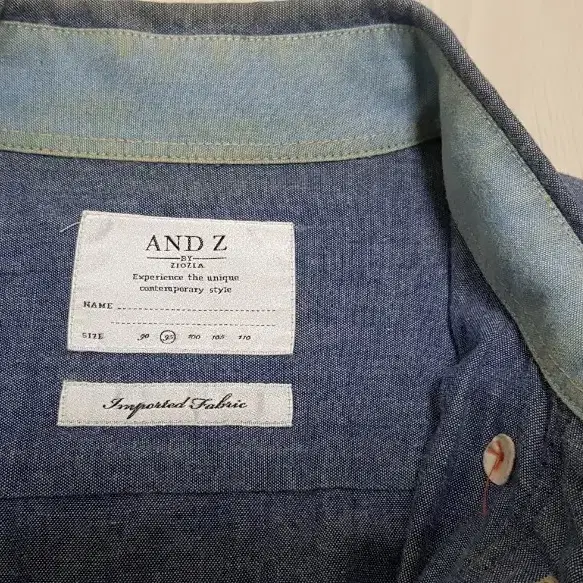 AND Z
BY
ZIOZIA
Experience the unique
contemporary style
NAME
SIZE 90 95 100 105 110
Imported Fabric